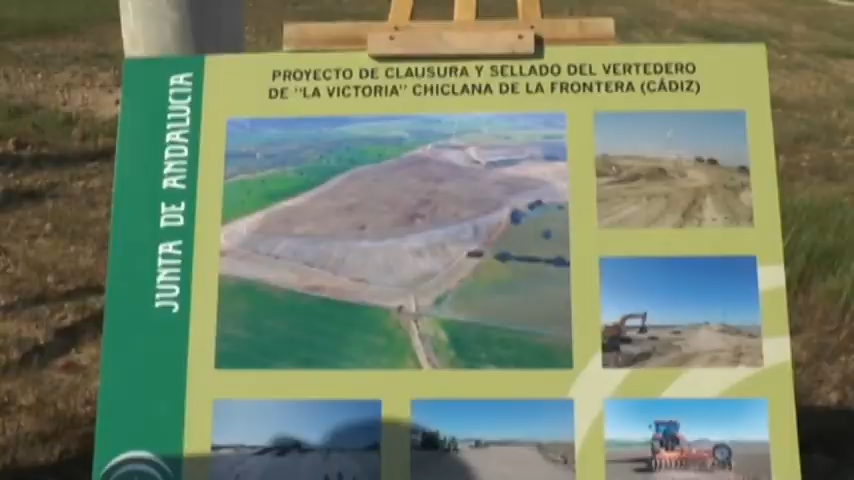 PROYECTO DE CLAUSURA Y SELLADO DEL VERTEDERO
DE "LA VICTORIA" CHICLANA DE LA FRONTERA (CÁDIZ)
JUNTA DE ANDALUCIA